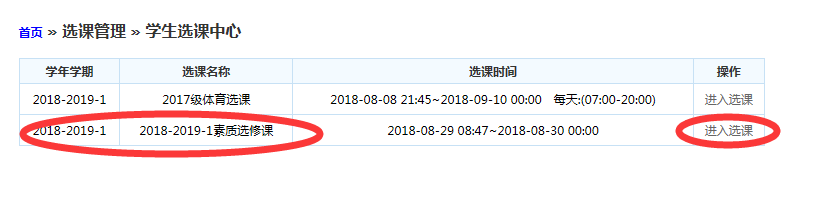 首页 » 选课管理 » 学生选课中心
学年学期 选课名称 选课时间 操作
2018-2019-1 2017级体育选课 2018-08-08 21:45~2018-09-10 00:00 每天:(07:00-20:00) 进入选课
2018-2019-1 2018-2019-1素质选修课 2018-08-29 08:47~2018-08-30 00:00 进入选课